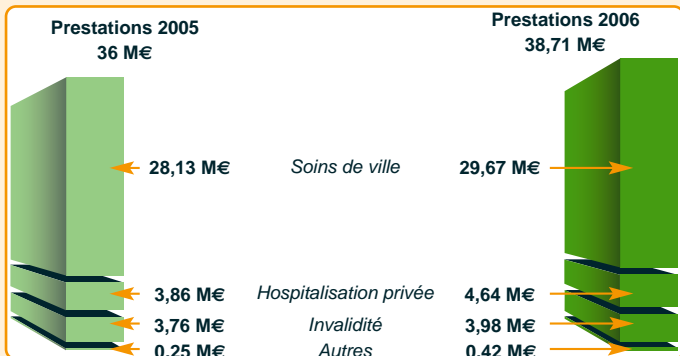 Prestations 2005
36 M€
Prestations 2006
38,71 M€
28,13 M€ Soins de ville 29,67 M€
3,86 M€ Hospitalisation privée 4,64 M€
3,76 M€ Invalidité 3,98 M€
0,25 M€ Autres 0,42 M€